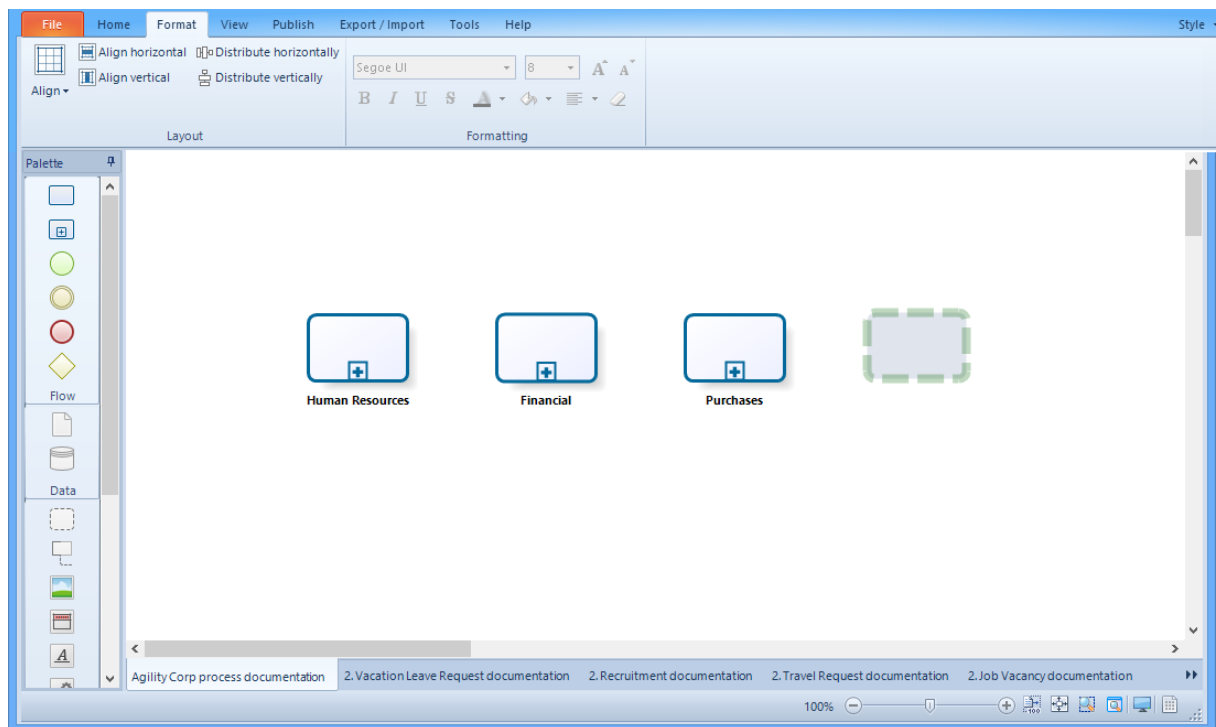 File Home Format View Publish Export / Import Tools Help Style
Align horizontal Distribute horizontally
Align vertical Distribute vertically
Align
Segoe UI 8 A A
B I U S A
Layout Formatting
Palette
Flow
Data
A
Human Resources Financial Purchases
Agility Corp process documentation 2. Vacation Leave Request documentation 2. Recruitment documentation 2. Travel Request documentation 2. Job Vacancy documentation
100% 100